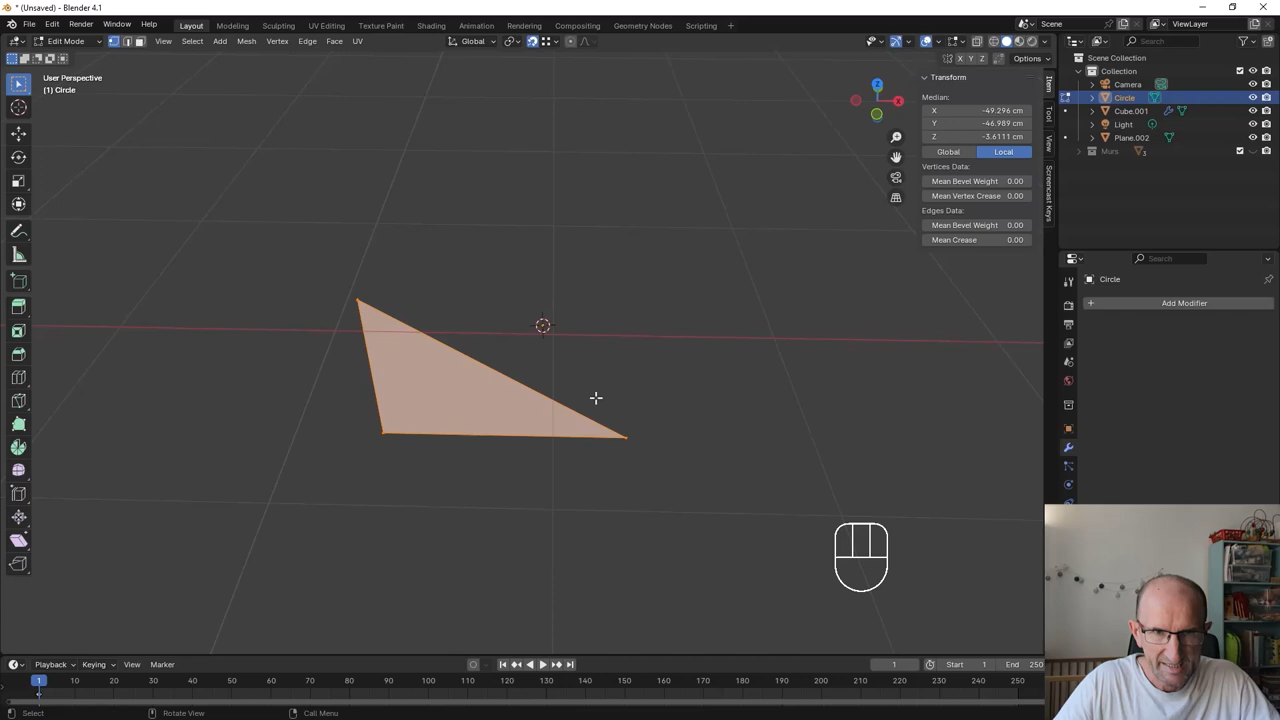 * (Unsaved) - Blender 4.1
File Edit Render Window Help Layout Modeling Sculpting UV Editing Texture Paint Shading Animation Rendering Compositing Geometry Nodes Scripting + Scene ViewLayer
Edit Mode View Select Add Mesh Vertex Edge Face UV Global Search
X Y Z Options Scene Collection
User Perspective
(1) Circle
Transform
Median:
X -49.296 cm
Y -46.989 cm
Z -3.6111 cm
Global Local
Vertices Data:
Mean Bevel Weight 0.00
Mean Vertex Crease 0.00
Edges Data:
Mean Bevel Weight 0.00
Mean Crease 0.00
Z
X
Item
Tool
View
Screencast Keys
Collection
Camera
Circle
Cube.001
Light
Plane.002
Murs 3
Search
Circle
+ Add Modifier
Playback Keying View Marker 1 Start 1 End 250
1 10 20 30 40 50 60 70 80 90 100 110 120 130 140 150 160 170 180 190 200 210 220 230 240 250
Select Rotate View Call Menu